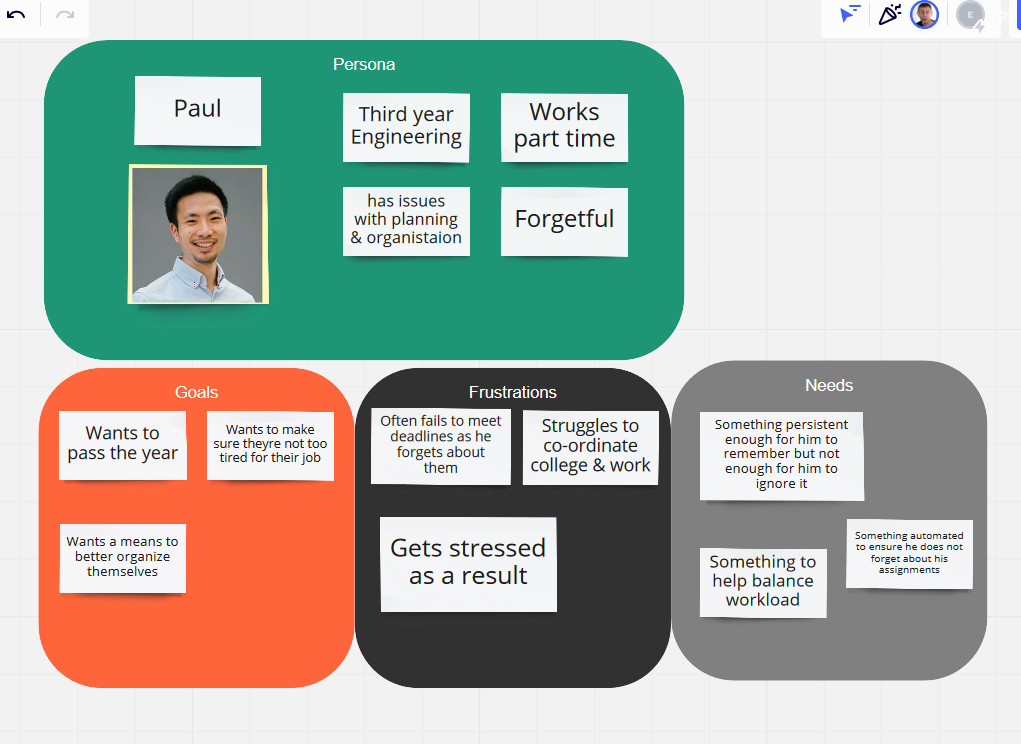 E
Persona
Paul
Third year
Engineering
Works
part time
has issues
with planning
& organistaion
Forgetful
Goals
Wants to
pass the year
Wants to make
sure theyre not too
tired for their job
Wants a means to
better organize
themselves
Frustrations
Often fails to meet
deadlines as he
forgets about
them
Struggles to
co-ordinate
college & work
Gets stressed
as a result
Needs
Something persistent
enough for him to
remember but not
enough for him to
ignore it
Something to
help balance
workload
Something automated
to ensure he does not
forget about his
assignments